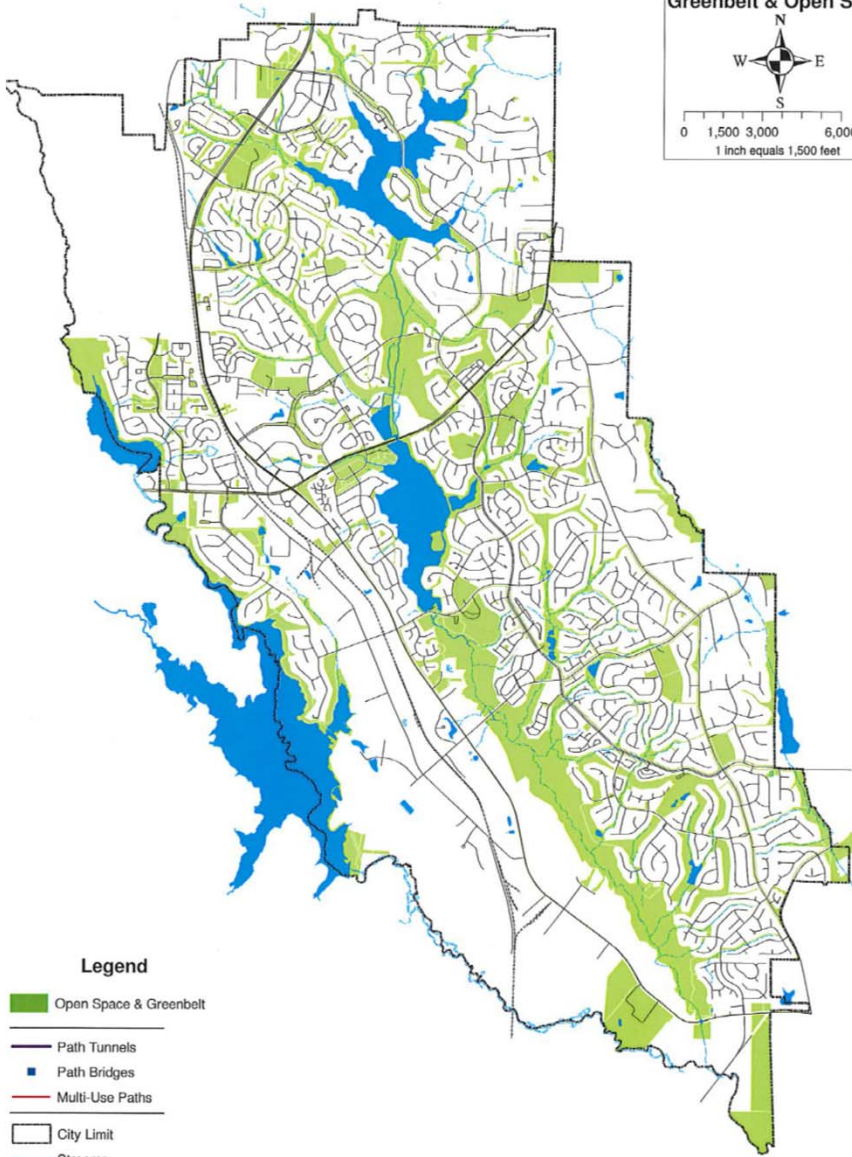 Greenbelt & Open S
N
W E
S
0 1,500 3,000 6,000
1 inch equals 1,500 feet
Legend
Open Space & Greenbelt
Path Tunnels
Path Bridges
Multi-Use Paths
City Limit